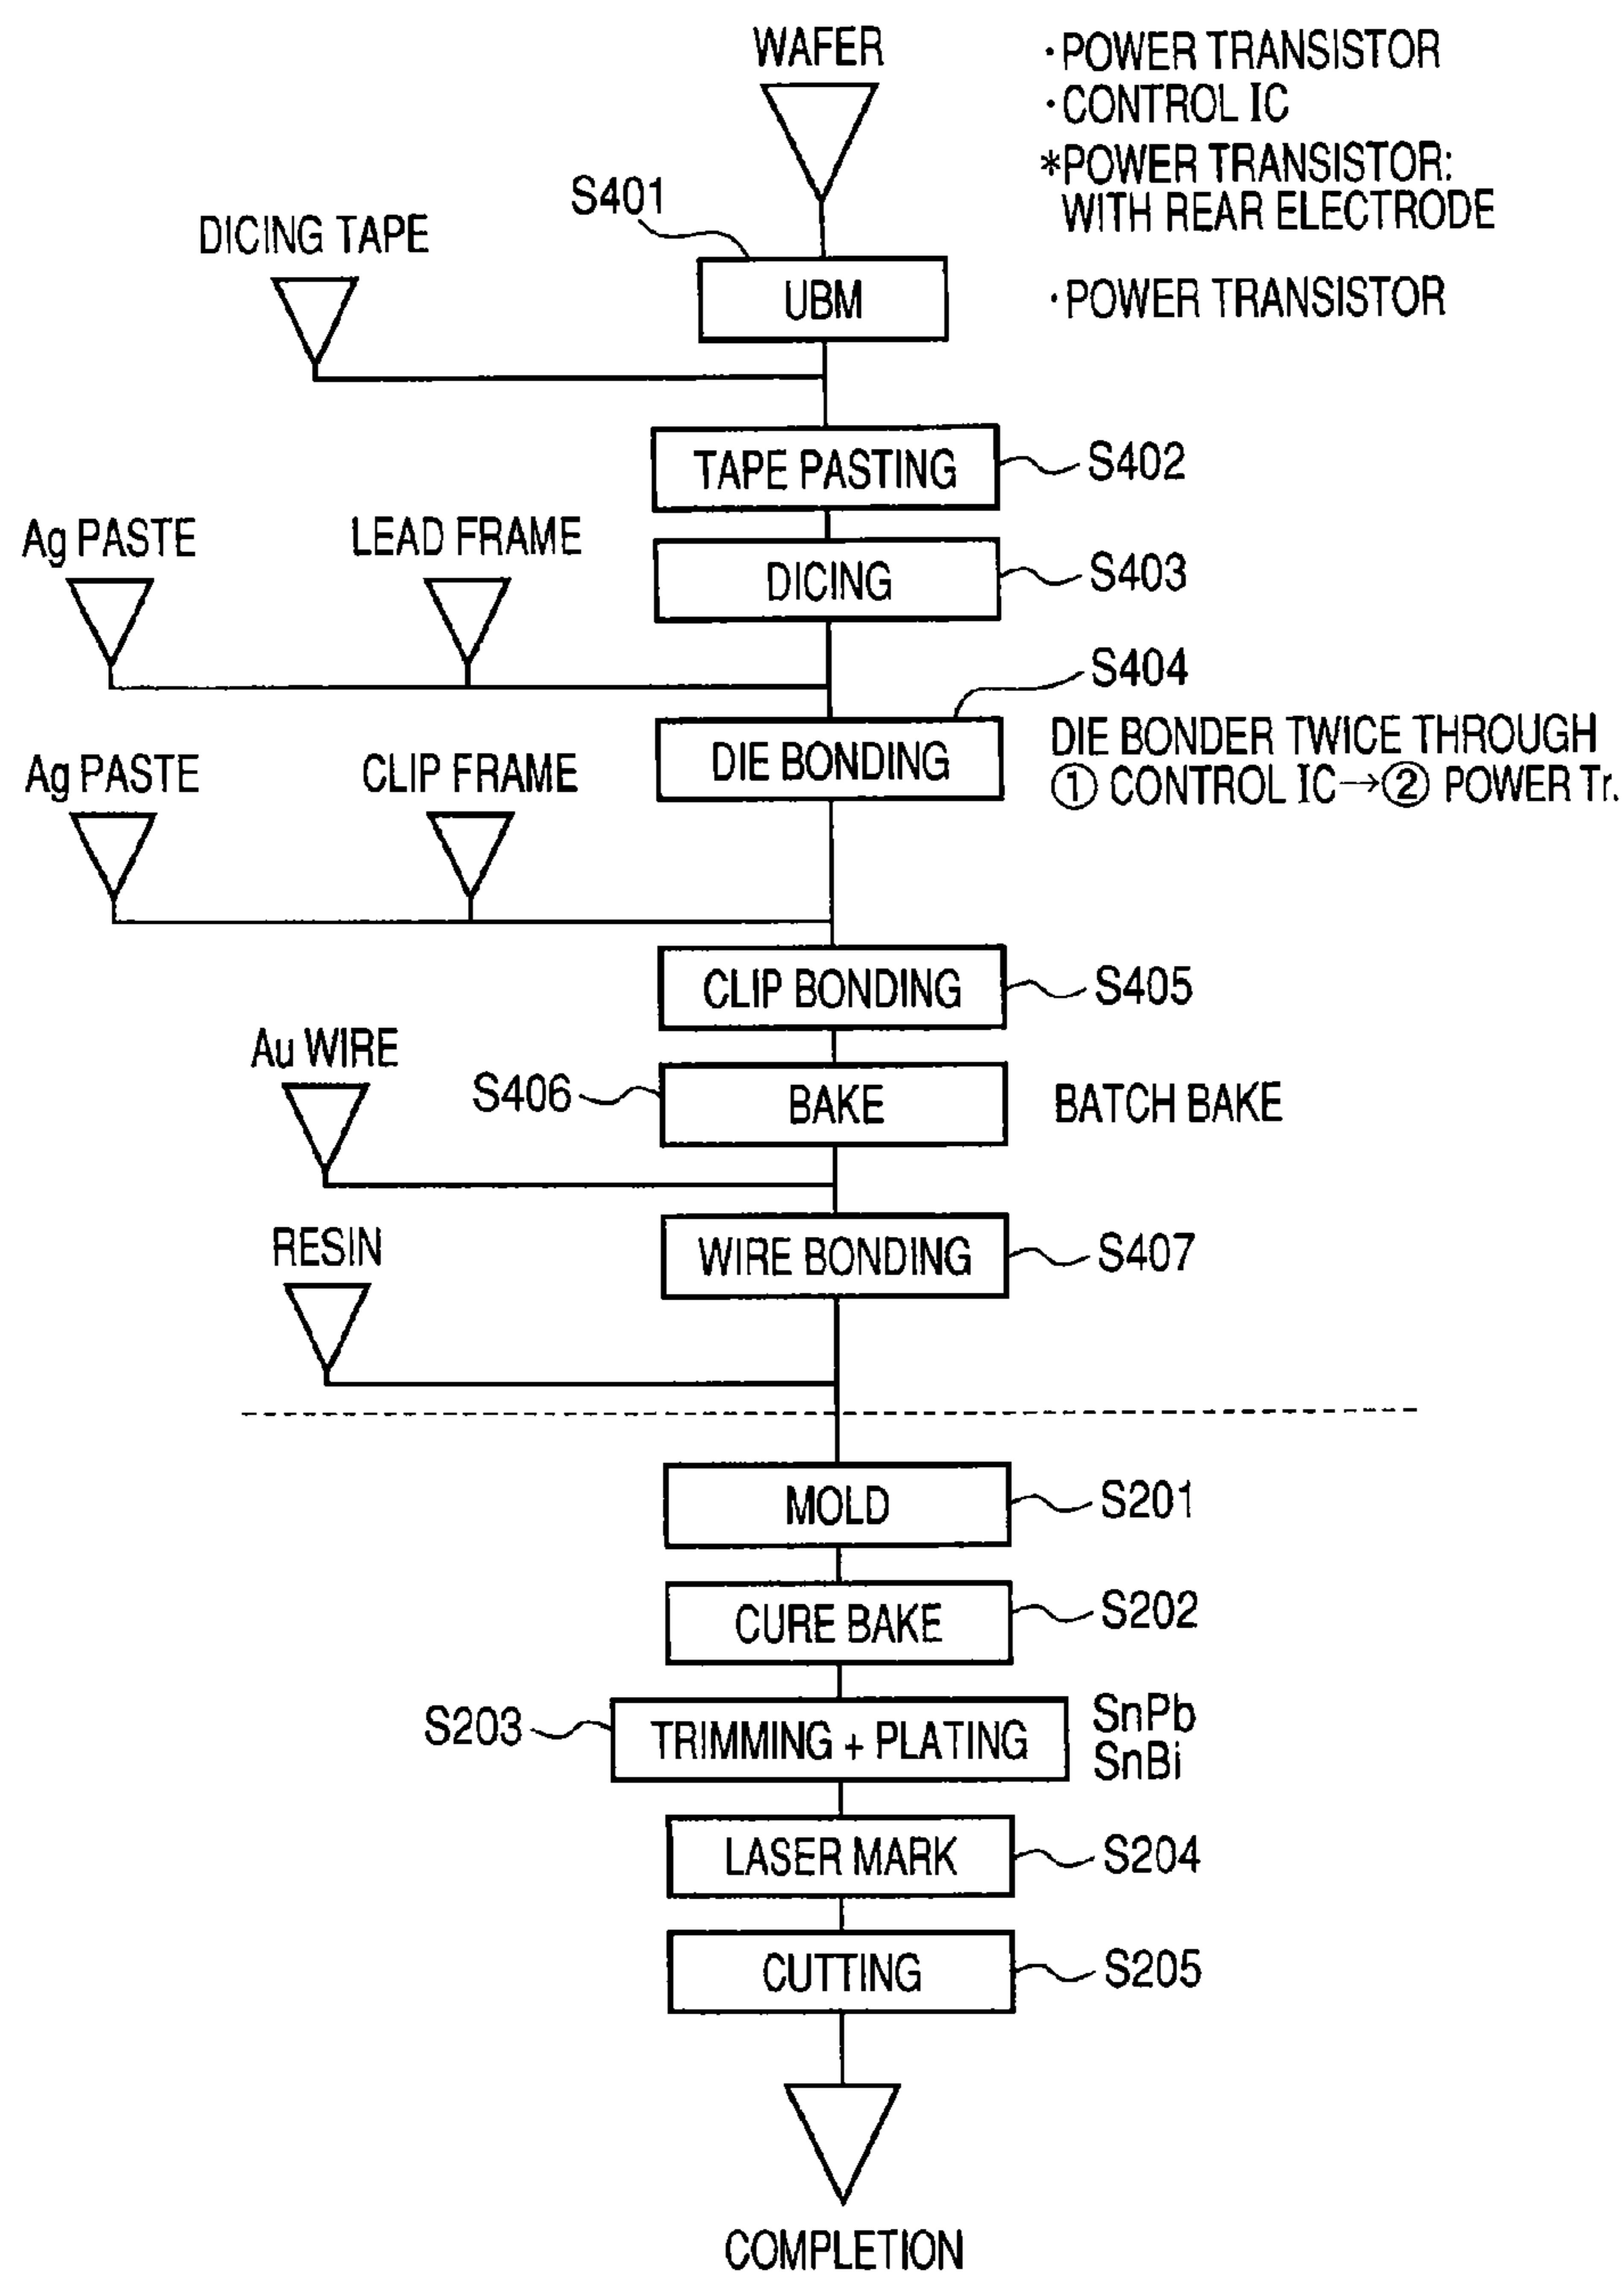 WAFER
·POWER TRANSISTOR
·CONTROL IC
*POWER TRANSISTOR:
WITH REAR ELECTRODE
S401
DICING TAPE
UBM
·POWER TRANSISTOR
TAPE PASTING
S402
Ag PASTE
LEAD FRAME
DICING
S403
S404
DIE BONDING
DIE BONDER TWICE THROUGH
① CONTROL IC→② POWER Tr.
Ag PASTE
CLIP FRAME
CLIP BONDING
S405
Au WIRE
S406
BAKE
BATCH BAKE
RESIN
WIRE BONDING
S407
MOLD
S201
CURE BAKE
S202
S203
TRIMMING + PLATING
SnPb
SnBi
LASER MARK
S204
CUTTING
S205
COMPLETION